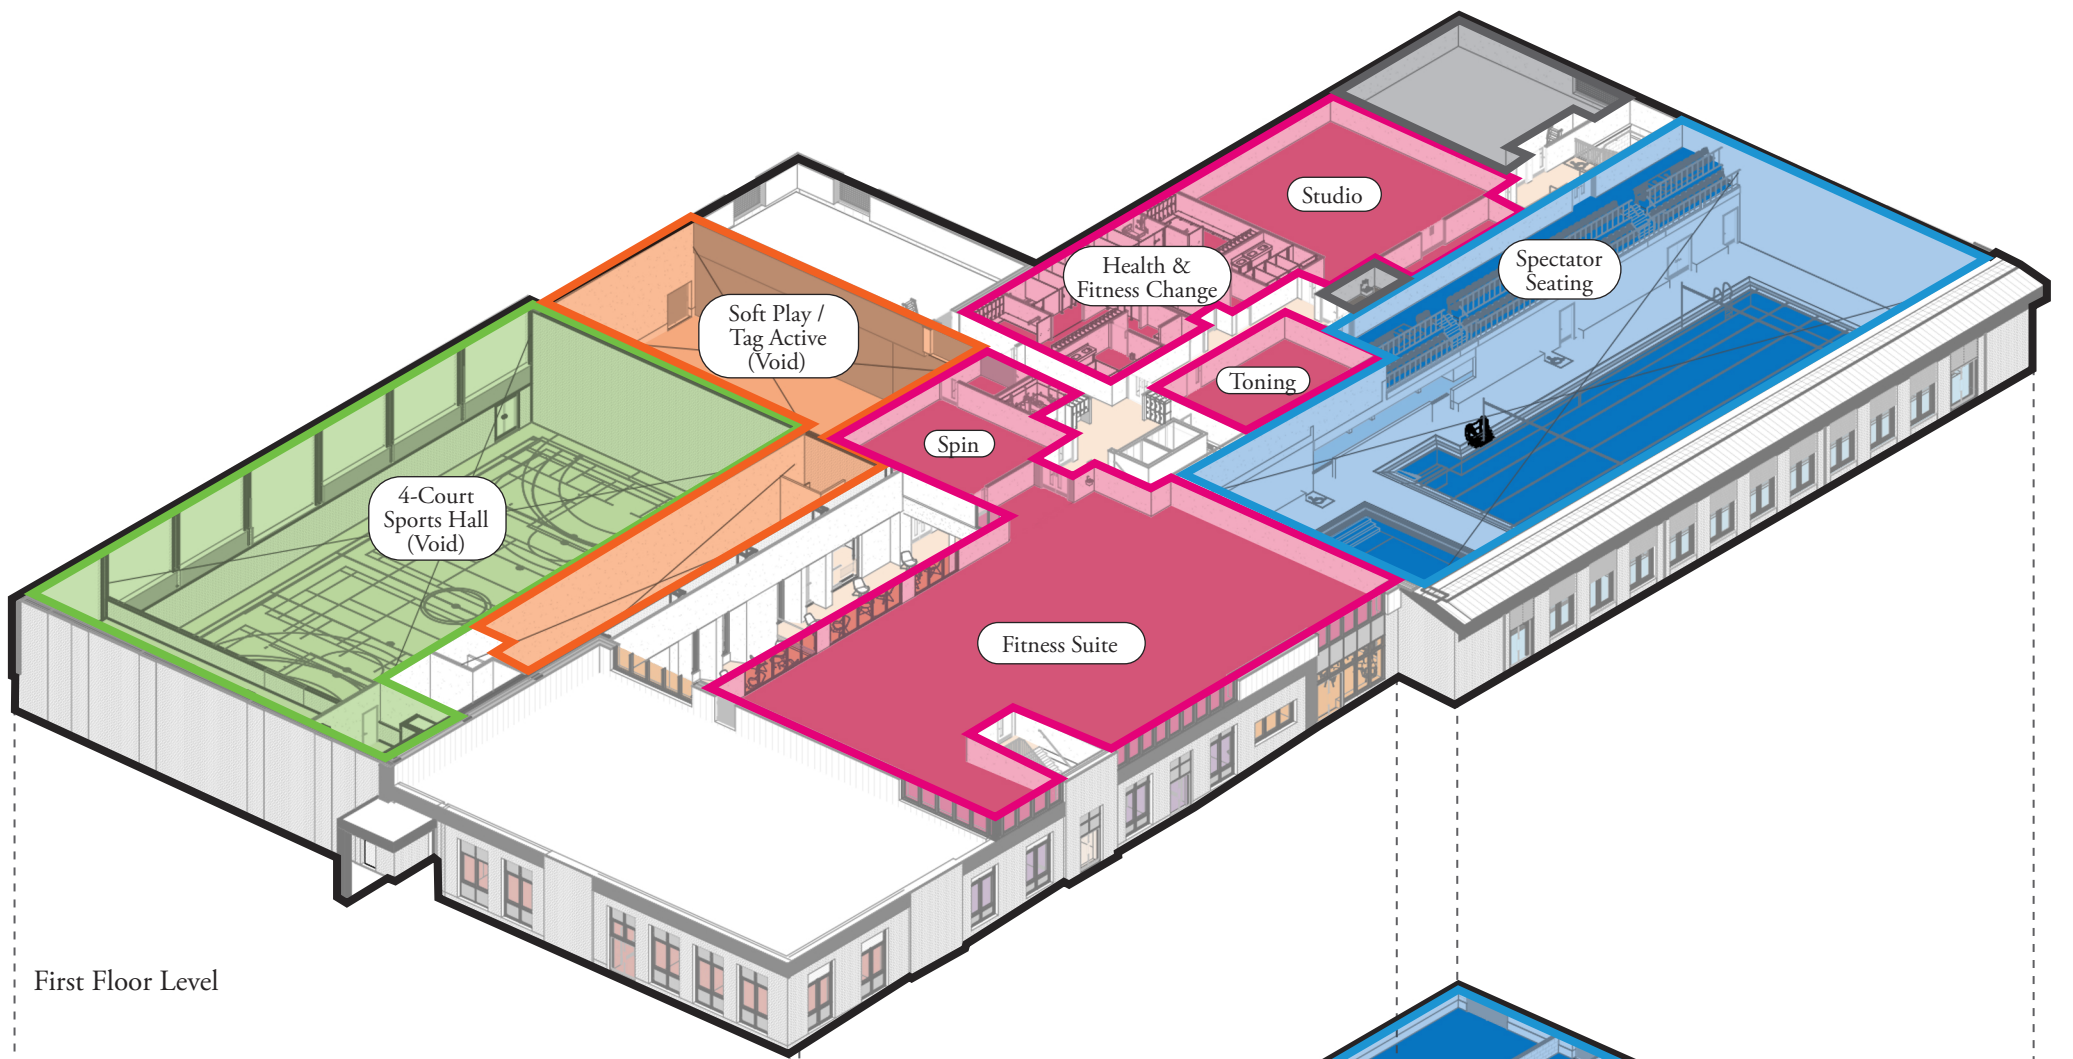 Studio
Health &
Fitness Change
Spectator
Seating
Soft Play /
Tag Active
(Void)
Toning
Spin
4-Court
Sports Hall
(Void)
Fitness Suite
First Floor Level